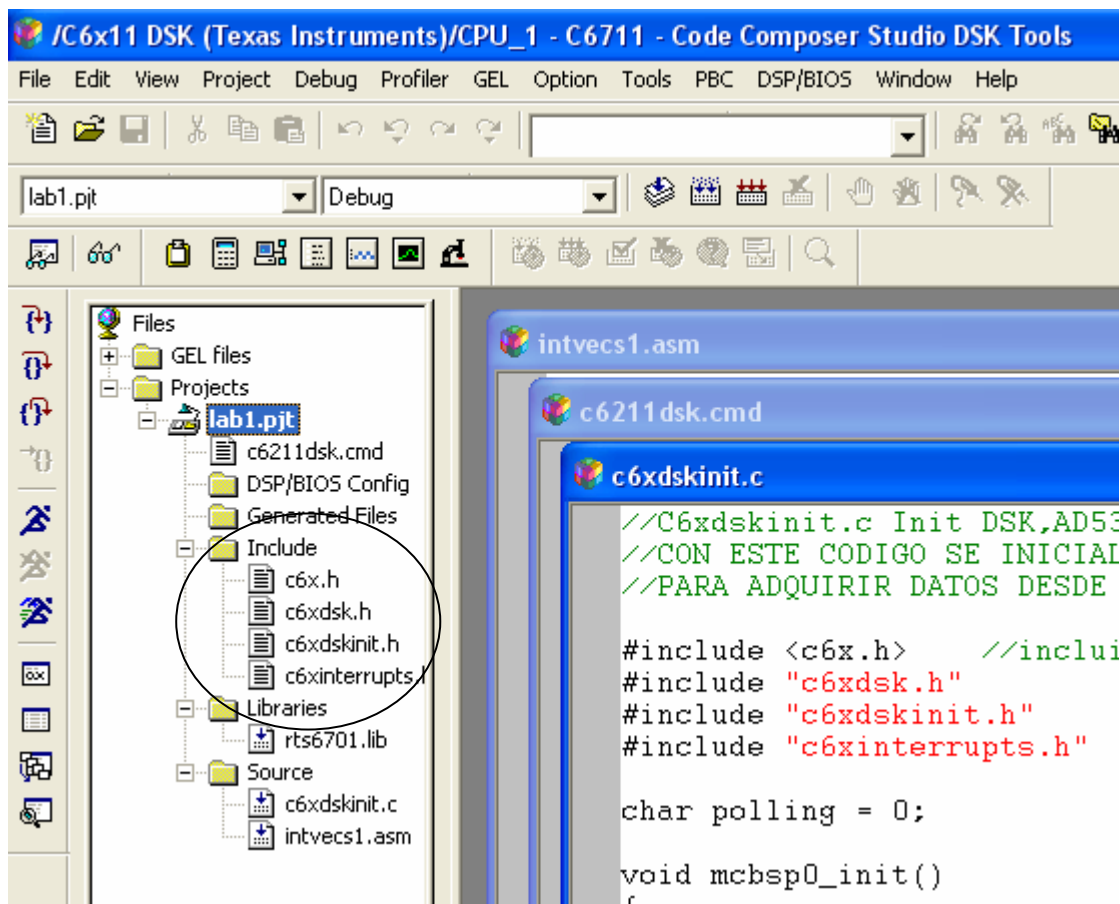 /C6x11 DSK (Texas Instruments)/CPU_1 - C6711 - Code Composer Studio DSK Tools
File Edit View Project Debug Profiler GEL Option Tools PBC DSP/BIOS Window Help
lab1.pjt Debug
Files
GEL files
Projects
lab1.pjt
c6211dsk.cmd
DSP/BIOS Config
Generated Files
Include
c6x.h
c6xdsk.h
c6xdskinit.h
c6xinterrupts.h
Libraries
rts6701.lib
Source
c6xdskinit.c
intvecs1.asm
intvecs1.asm
c6211dsk.cmd
c6xdskinit.c
//C6xdskinit.c Init DSK,AD53
//CON ESTE CODIGO SE INICIAL
//PARA ADQUIRIR DATOS DESDE
#include <c6x.h> //inclui
#include "c6xdsk.h"
#include "c6xdskinit.h"
#include "c6xinterrupts.h"
char polling = 0;
void mcbsp0_init()